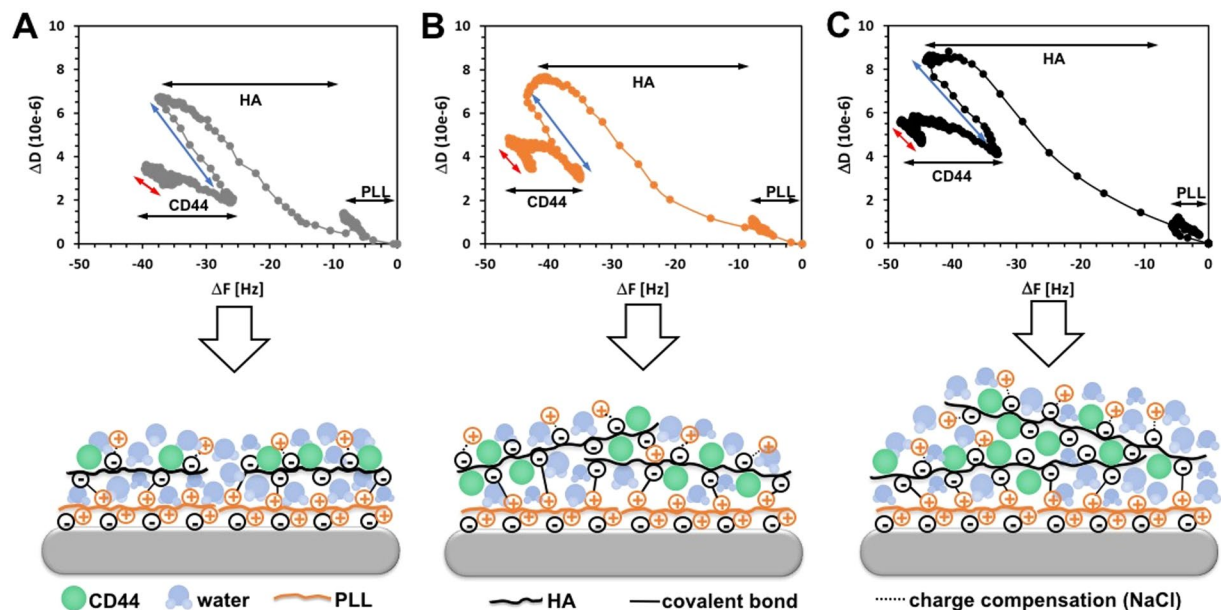 A
10
8
6
4
2
0
ΔD (10e-6)
HA
CD44
PLL
-50 -40 -30 -20 -10 0
ΔF [Hz]
B
10
8
6
4
2
0
ΔD (10e-6)
HA
CD44
PLL
-50 -40 -30 -20 -10 0
ΔF [Hz]
C
10
8
6
4
2
0
ΔD (10e-6)
HA
CD44
PLL
-50 -40 -30 -20 -10 0
ΔF [Hz]
CD44 water PLL HA covalent bond charge compensation (NaCl)